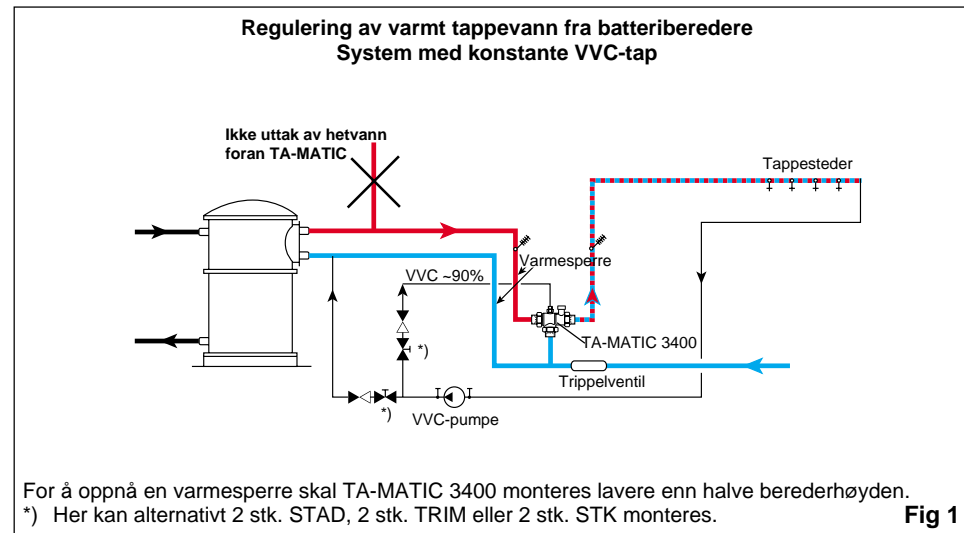 Regulering av varmt tappevann fra batteriberedere
System med konstante VVC-tap
Ikke uttak av hetvann
foran TA-MATIC
Tappesteder
Varmesperre
VVC ~90%
TA-MATIC 3400
*)
Trippelventil
*)
VVC-pumpe
For å oppnå en varmesperre skal TA-MATIC 3400 monteres lavere enn halve berederhøyden.
*) Her kan alternativt 2 stk. STAD, 2 stk. TRIM eller 2 stk. STK monteres.
Fig 1